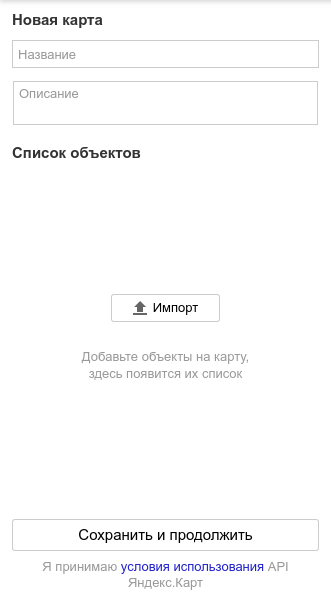 Новая карта
Название
Описание
Список объектов
Импорт
Добавьте объекты на карту,
здесь появится их список
Сохранить и продолжить
Я принимаю условия использования API
Яндекс.Карт